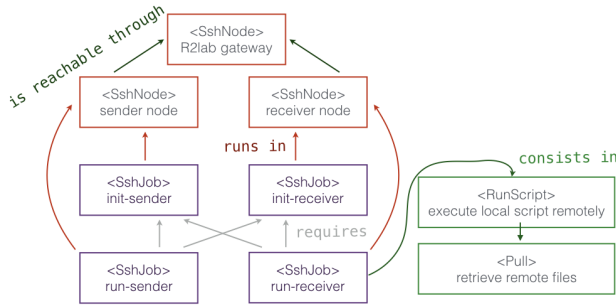 <SshNode>
R2lab gateway
is reachable through
<SshNode>
sender node
<SshNode>
receiver node
runs in
consists in
<SshJob>
init-sender
<SshJob>
init-receiver
<RunScript>
execute local script remotely
requires
<SshJob>
run-sender
<SshJob>
run-receiver
<Pull>
retrieve remote files